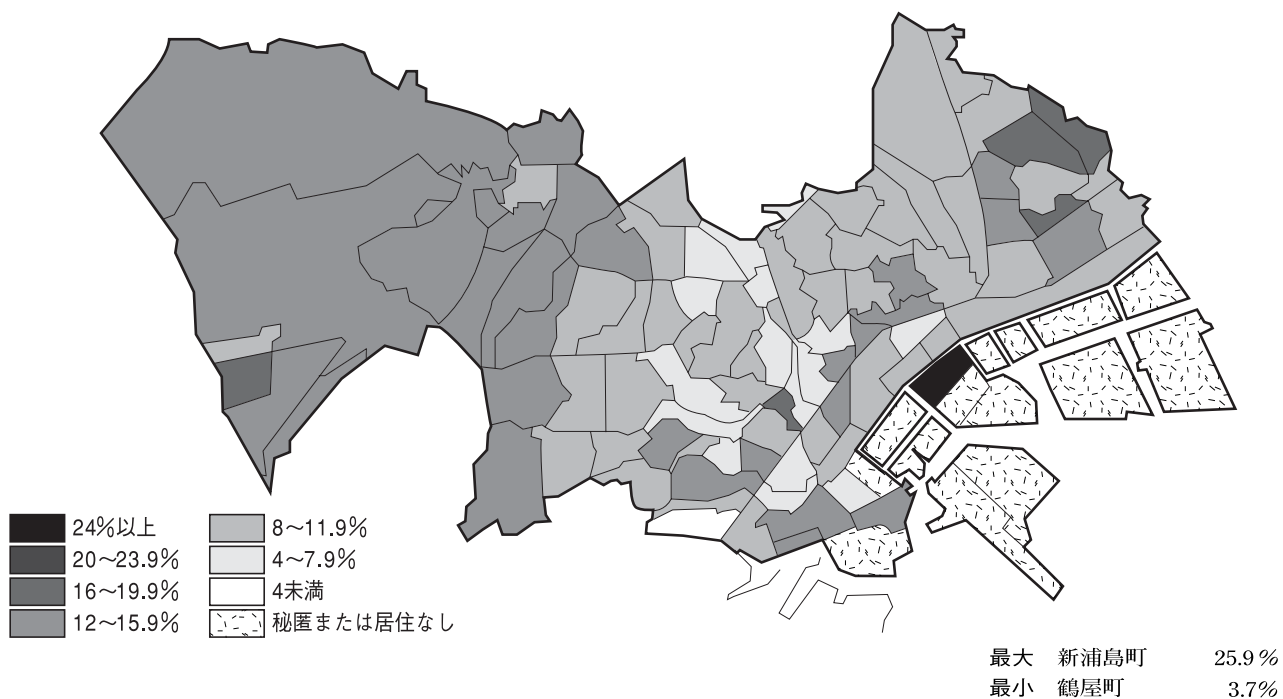 24%以上
20～23.9%
16～19.9%
12～15.9%
8～11.9%
4～7.9%
4未満
秘匿または居住なし
最大 新浦島町 25.9%
最小 鶴屋町 3.7%